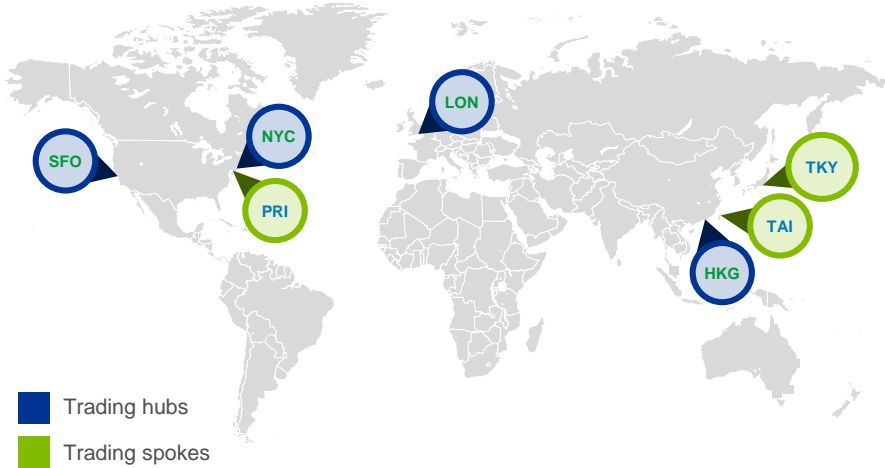 LON
NYC
SFO
TKY
PRI
TAI
HKG
Trading hubs
Trading spokes